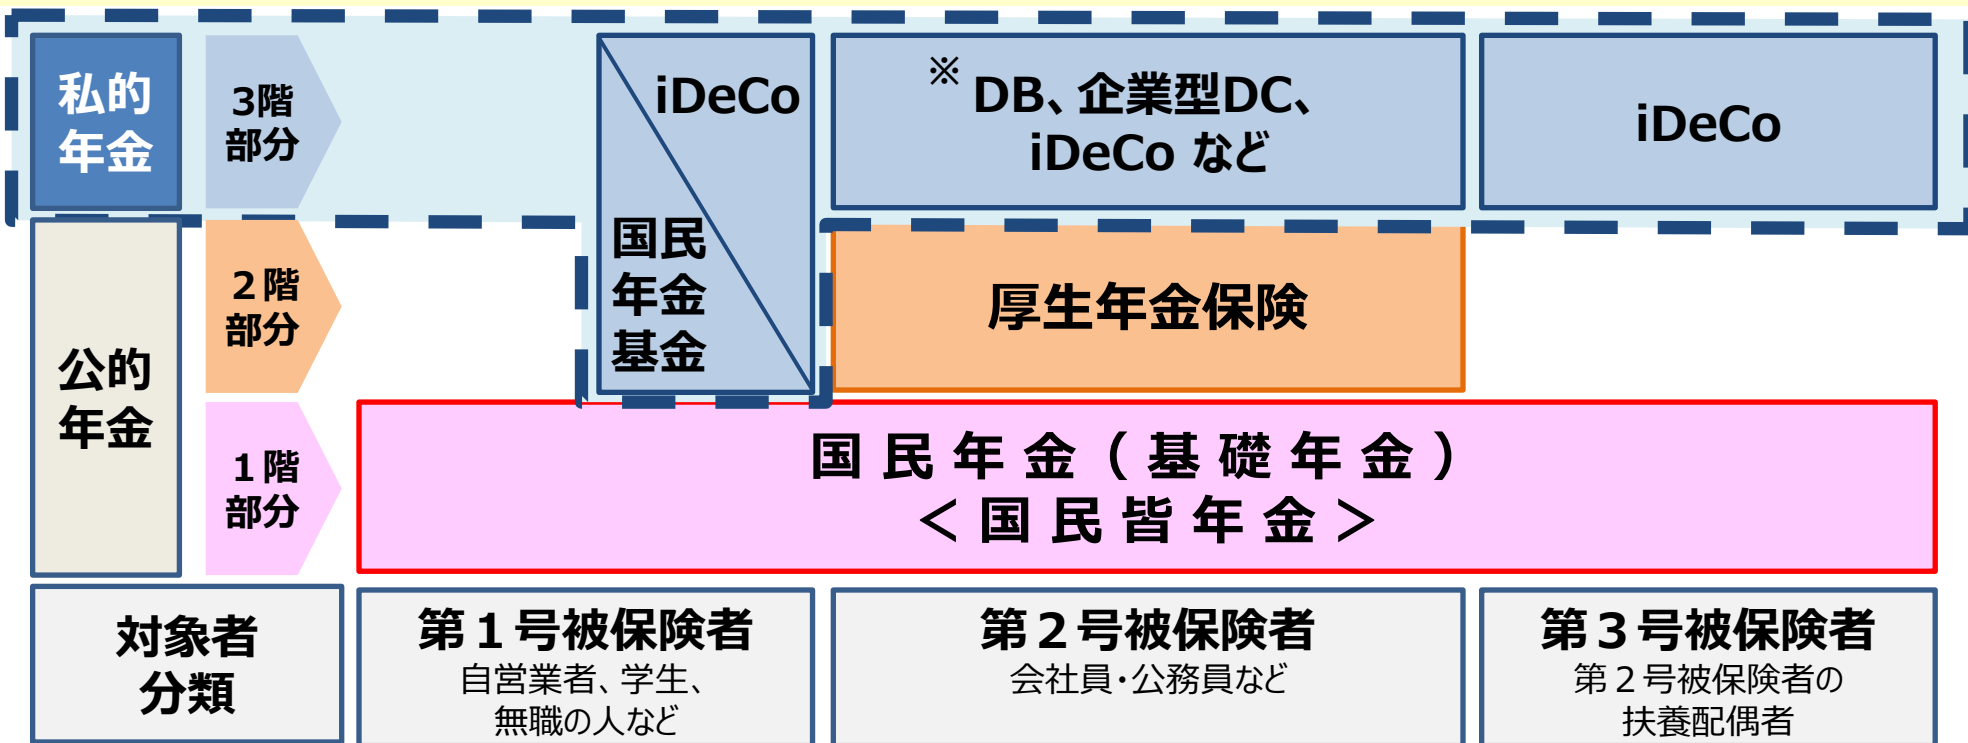 私的
年金
3階
部分
iDeCo
国民
年金
基金
※ DB、企業型DC、
iDeCo など
iDeCo
公的
年金
２階
部分
厚生年金保険
１階
部分
国民年金（基礎年金）
＜国民皆年金＞
対象者
分類
第１号被保険者
自営業者、学生、
無職の人など
第２号被保険者
会社員・公務員など
第３号被保険者
第２号被保険者の
扶養配偶者